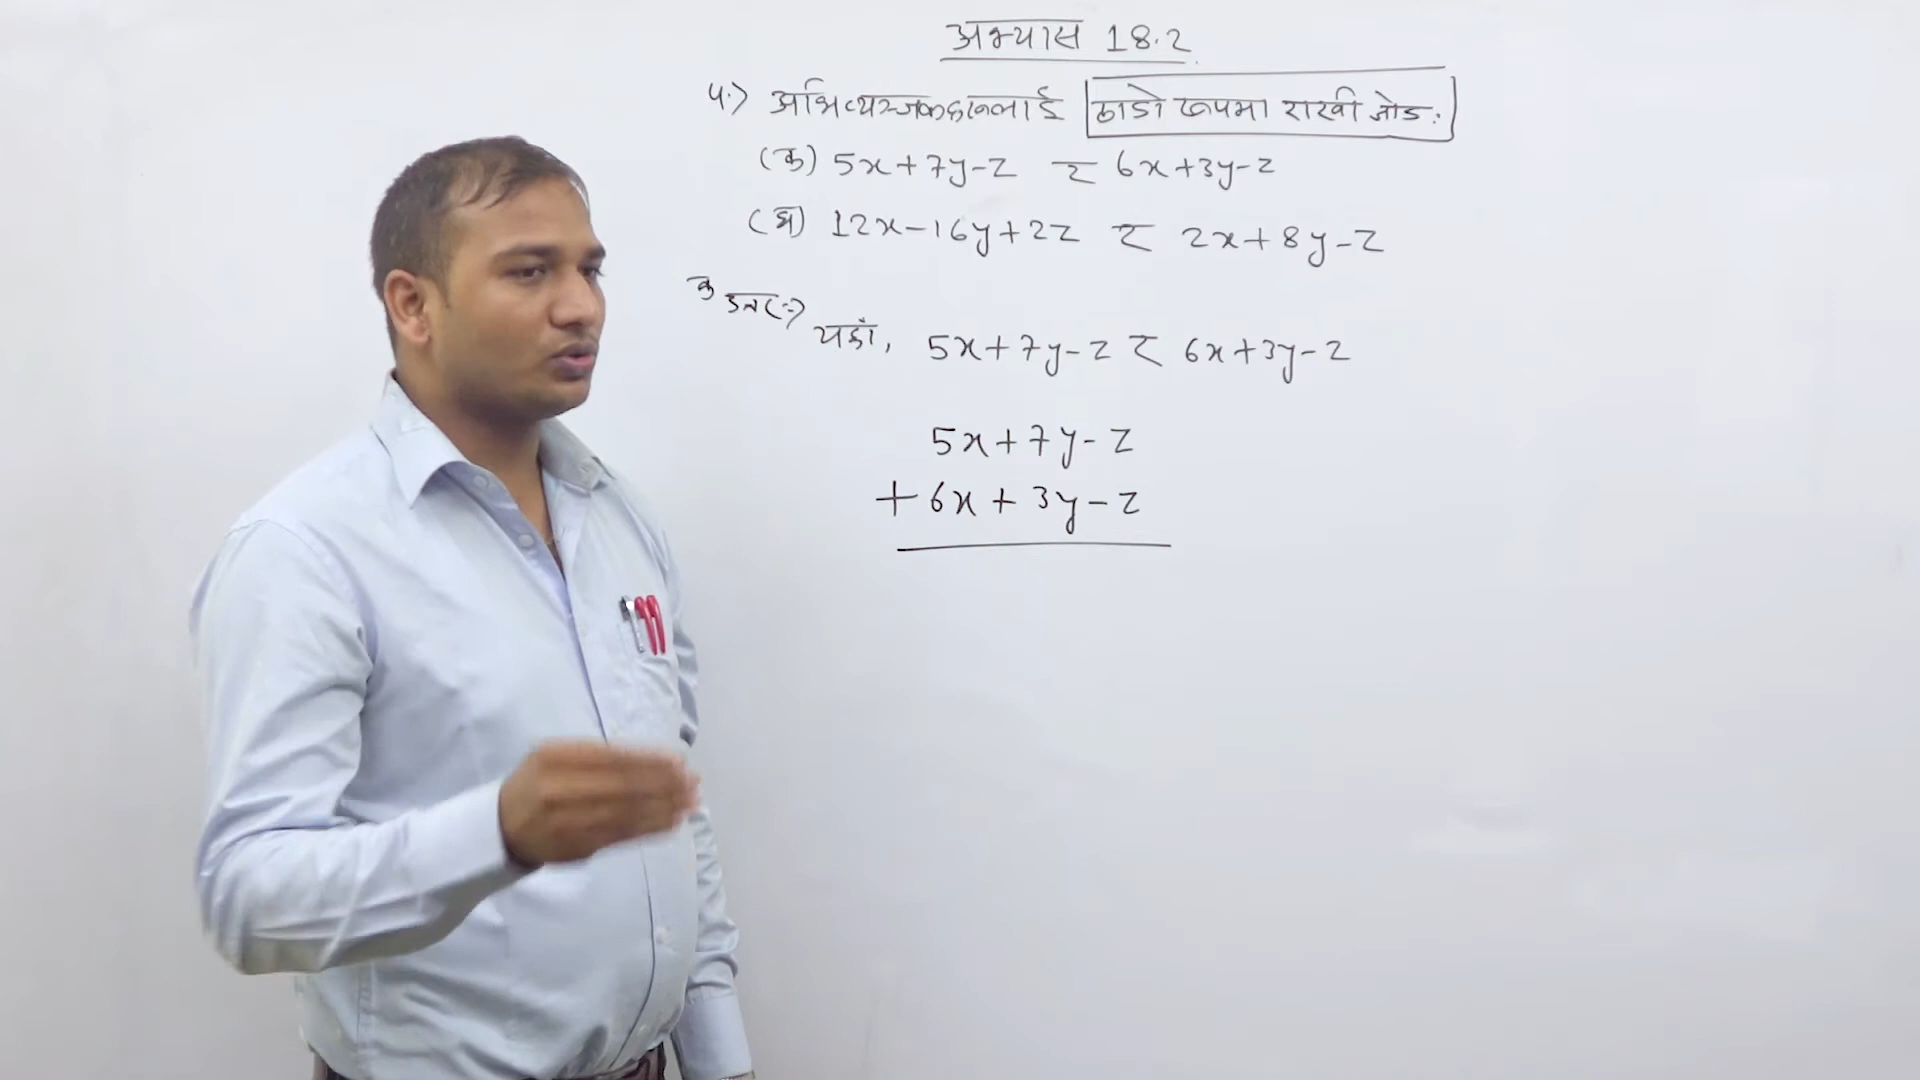 अभ्यास 18.2
५.) अभिव्यञ्जकहरूलाई ठाडो रूपमा राखी जोड:
(क) 5x+7y-z र 6x+3y-z
(घ) 12x-16y+2z र 2x+8y-z
क उत्तर:-)
यहाँ, 5x+7y-z र 6x+3y-z
5x+7y-z
+6x+3y-z